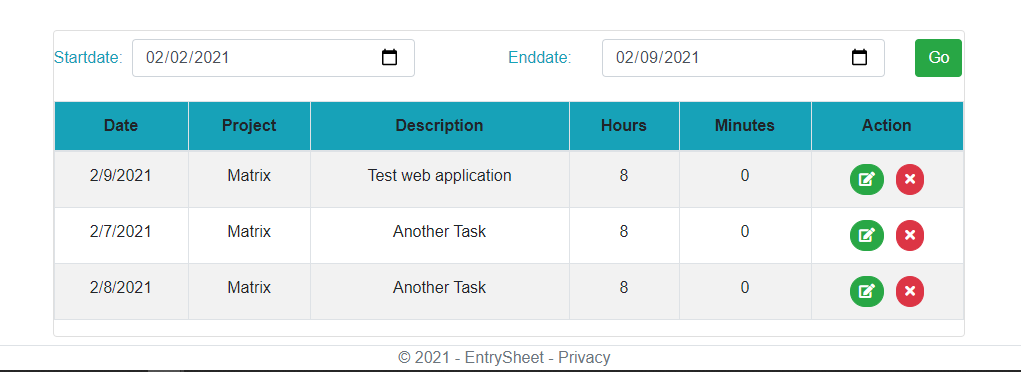 Startdate: 02/02/2021 Enddate: 02/09/2021 Go
Date Project Description Hours Minutes Action
2/9/2021 Matrix Test web application 8 0
2/7/2021 Matrix Another Task 8 0
2/8/2021 Matrix Another Task 8 0
© 2021 - EntrySheet - Privacy